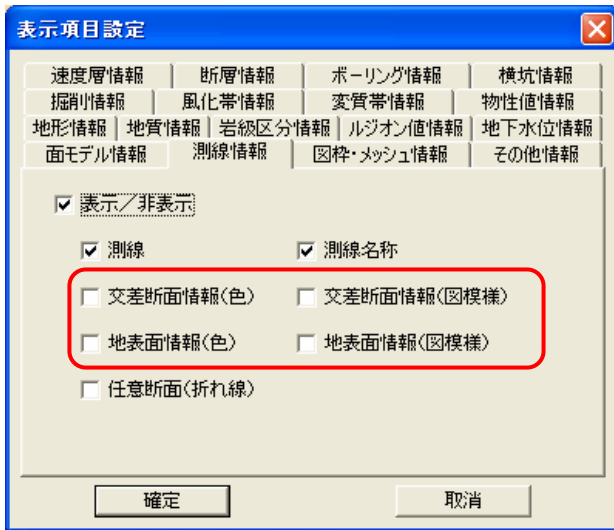 表示項目設定
速度層情報 断層情報 ボーリング情報 横坑情報
掘削情報 風化帯情報 変質帯情報 物性値情報
地形情報 地質情報 岩級区分情報 ルジオン値情報 地下水位情報
面モデル情報 測線情報 図枠・メッシュ情報 その他情報
表示/非表示
測線 測線名称
交差断面情報(色) 交差断面情報(図模様)
地表面情報(色) 地表面情報(図模様)
任意断面(折れ線)
確定 取消